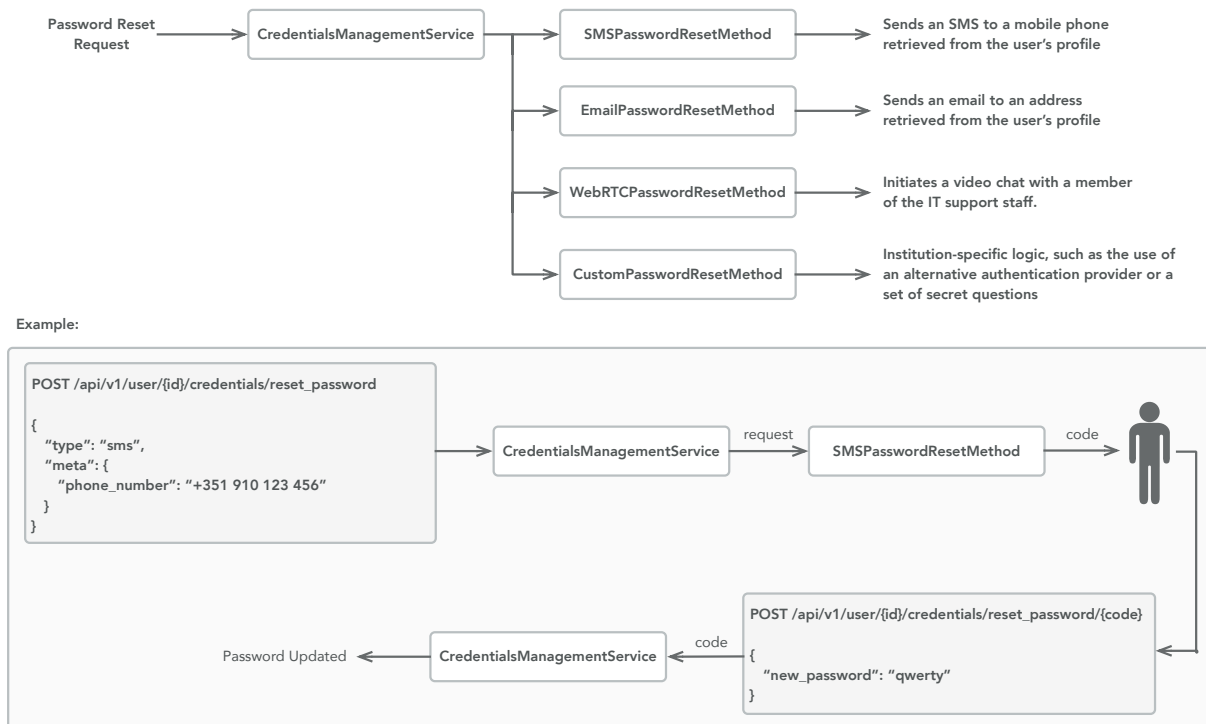 Password Reset
Request
CredentialsManagementService
SMSPasswordResetMethod
Sends an SMS to a mobile phone
retrieved from the user’s profile
EmailPasswordResetMethod
Sends an email to an address
retrieved from the user’s profile
WebRTCPasswordResetMethod
Initiates a video chat with a member
of the IT support staff.
CustomPasswordResetMethod
Institution-specific logic, such as the use of
an alternative authentication provider or a
set of secret questions
Example:
POST /api/v1/user/{id}/credentials/reset_password
{
“type”: “sms”,
“meta”: {
“phone_number”: “+351 910 123 456”
}
}
CredentialsManagementService
request
SMSPasswordResetMethod
code
POST /api/v1/user/{id}/credentials/reset_password/{code}
{
“new_password”: “qwerty”
}
code
CredentialsManagementService
Password Updated